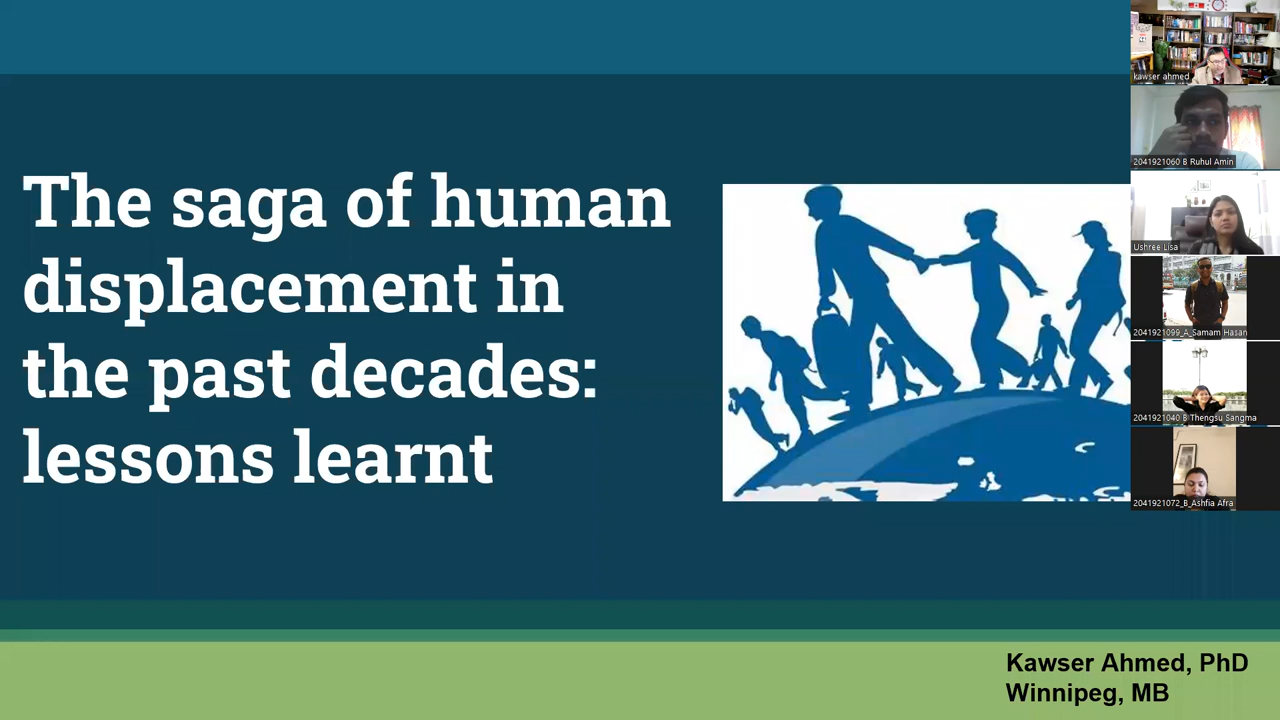 The saga of human
displacement in
the past decades:
lessons learnt
Kawser Ahmed, PhD
Winnipeg, MB
kawser ahmed
2041921060 B Ruhul Amin
Ushree Lisa
2041921099_A_Samam Hasan
2041921040 B Thengsu Sangma
2041921072_B_Ashfia Afra